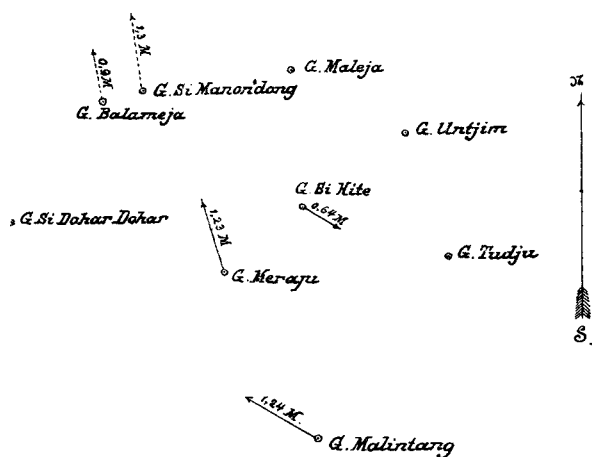 1,3 M
0,9 M
G. Maleja
N
G. Si Manondong
G. Balameja
G. Untjim
G. Si Hite
0.64 M
G. Si Dohar Dohar
1,23 M
G. Tudju
G. Meraju
S.
1,24 M.
G. Malintang